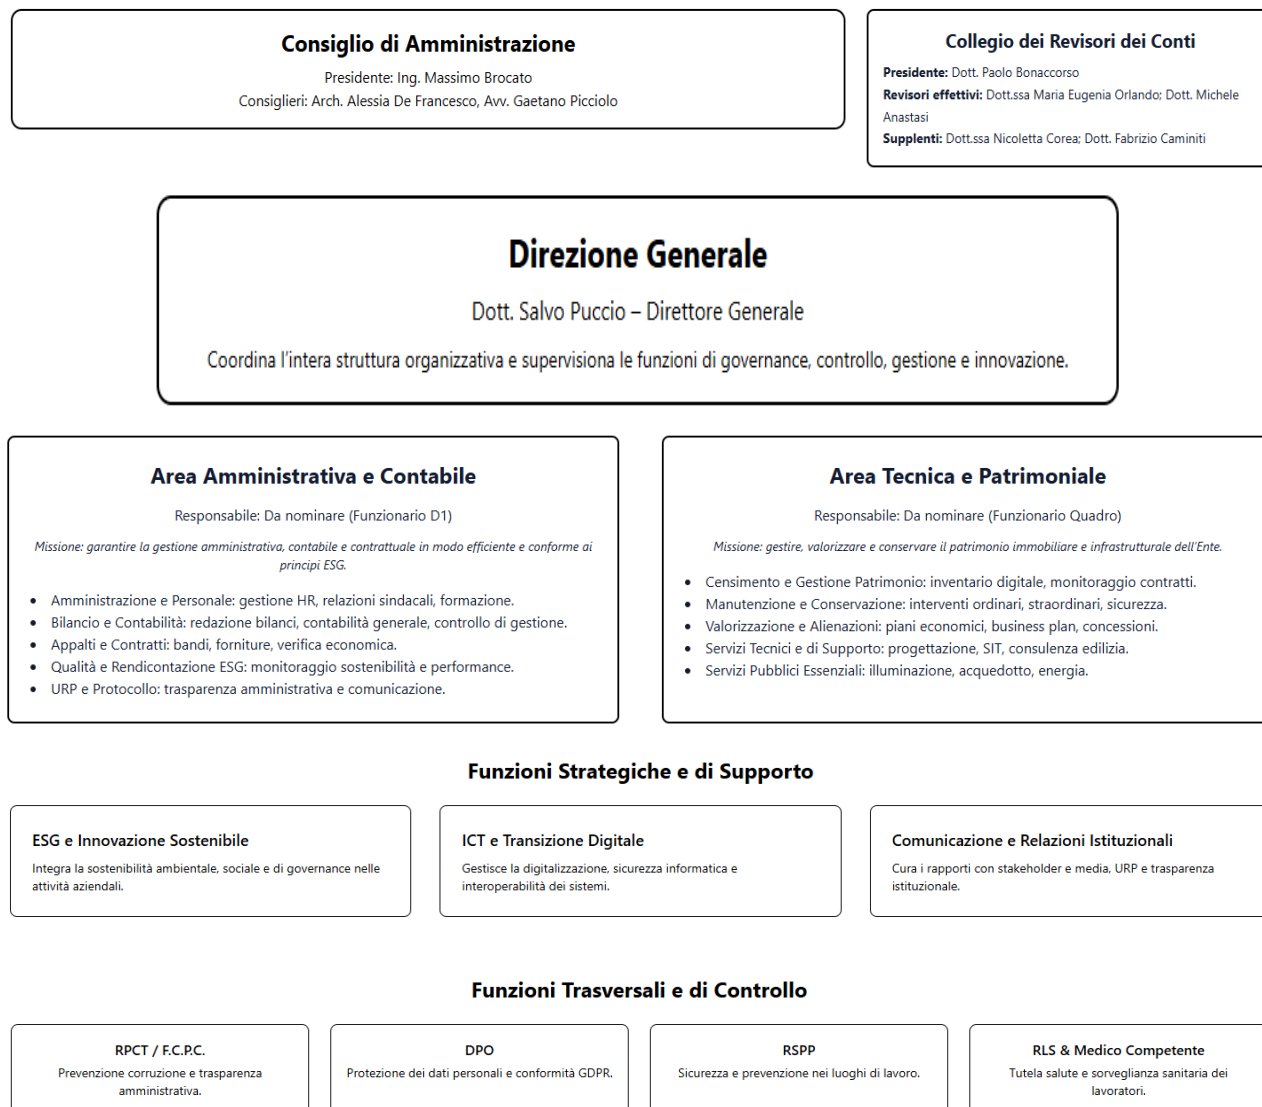 Consiglio di Amministrazione
Presidente: Ing. Massimo Brocato
Consiglieri: Arch. Alessia De Francesco, Avv. Gaetano Picciolo
Collegio dei Revisori dei Conti
Presidente: Dott. Paolo Bonaccorso
Revisori effettivi: Dott.ssa Maria Eugenia Orlando; Dott. Michele
Anastasi
Supplenti: Dott.ssa Nicoletta Corea; Dott. Fabrizio Caminiti
Direzione Generale
Dott. Salvo Puccio – Direttore Generale
Coordina l'intera struttura organizzativa e supervisiona le funzioni di governance, controllo, gestione e innovazione.
Area Amministrativa e Contabile
Responsabile: Da nominare (Funzionario D1)
Missione: garantire la gestione amministrativa, contabile e contrattuale in modo efficiente e conforme ai
principi ESG.
• Amministrazione e Personale: gestione HR, relazioni sindacali, formazione.
• Bilancio e Contabilità: redazione bilanci, contabilità generale, controllo di gestione.
• Appalti e Contratti: bandi, forniture, verifica economica.
• Qualità e Rendicontazione ESG: monitoraggio sostenibilità e performance.
• URP e Protocollo: trasparenza amministrativa e comunicazione.
Area Tecnica e Patrimoniale
Responsabile: Da nominare (Funzionario Quadro)
Missione: gestire, valorizzare e conservare il patrimonio immobiliare e infrastrutturale dell'Ente.
• Censimento e Gestione Patrimonio: inventario digitale, monitoraggio contratti.
• Manutenzione e Conservazione: interventi ordinari, straordinari, sicurezza.
• Valorizzazione e Alienazioni: piani economici, business plan, concessioni.
• Servizi Tecnici e di Supporto: progettazione, SIT, consulenza edilizia.
• Servizi Pubblici Essenziali: illuminazione, acquedotto, energia.
Funzioni Strategiche e di Supporto
ESG e Innovazione Sostenibile
Integra la sostenibilità ambientale, sociale e di governance nelle
attività aziendali.
ICT e Transizione Digitale
Gestisce la digitalizzazione, sicurezza informatica e
interoperabilità dei sistemi.
Comunicazione e Relazioni Istituzionali
Cura i rapporti con stakeholder e media, URP e trasparenza
istituzionale.
Funzioni Trasversali e di Controllo
RPCT / F.C.P.C.
Prevenzione corruzione e trasparenza
amministrativa.
DPO
Protezione dei dati personali e conformità GDPR.
RSPP
Sicurezza e prevenzione nei luoghi di lavoro.
RLS & Medico Competente
Tutela salute e sorveglianza sanitaria dei
lavoratori.